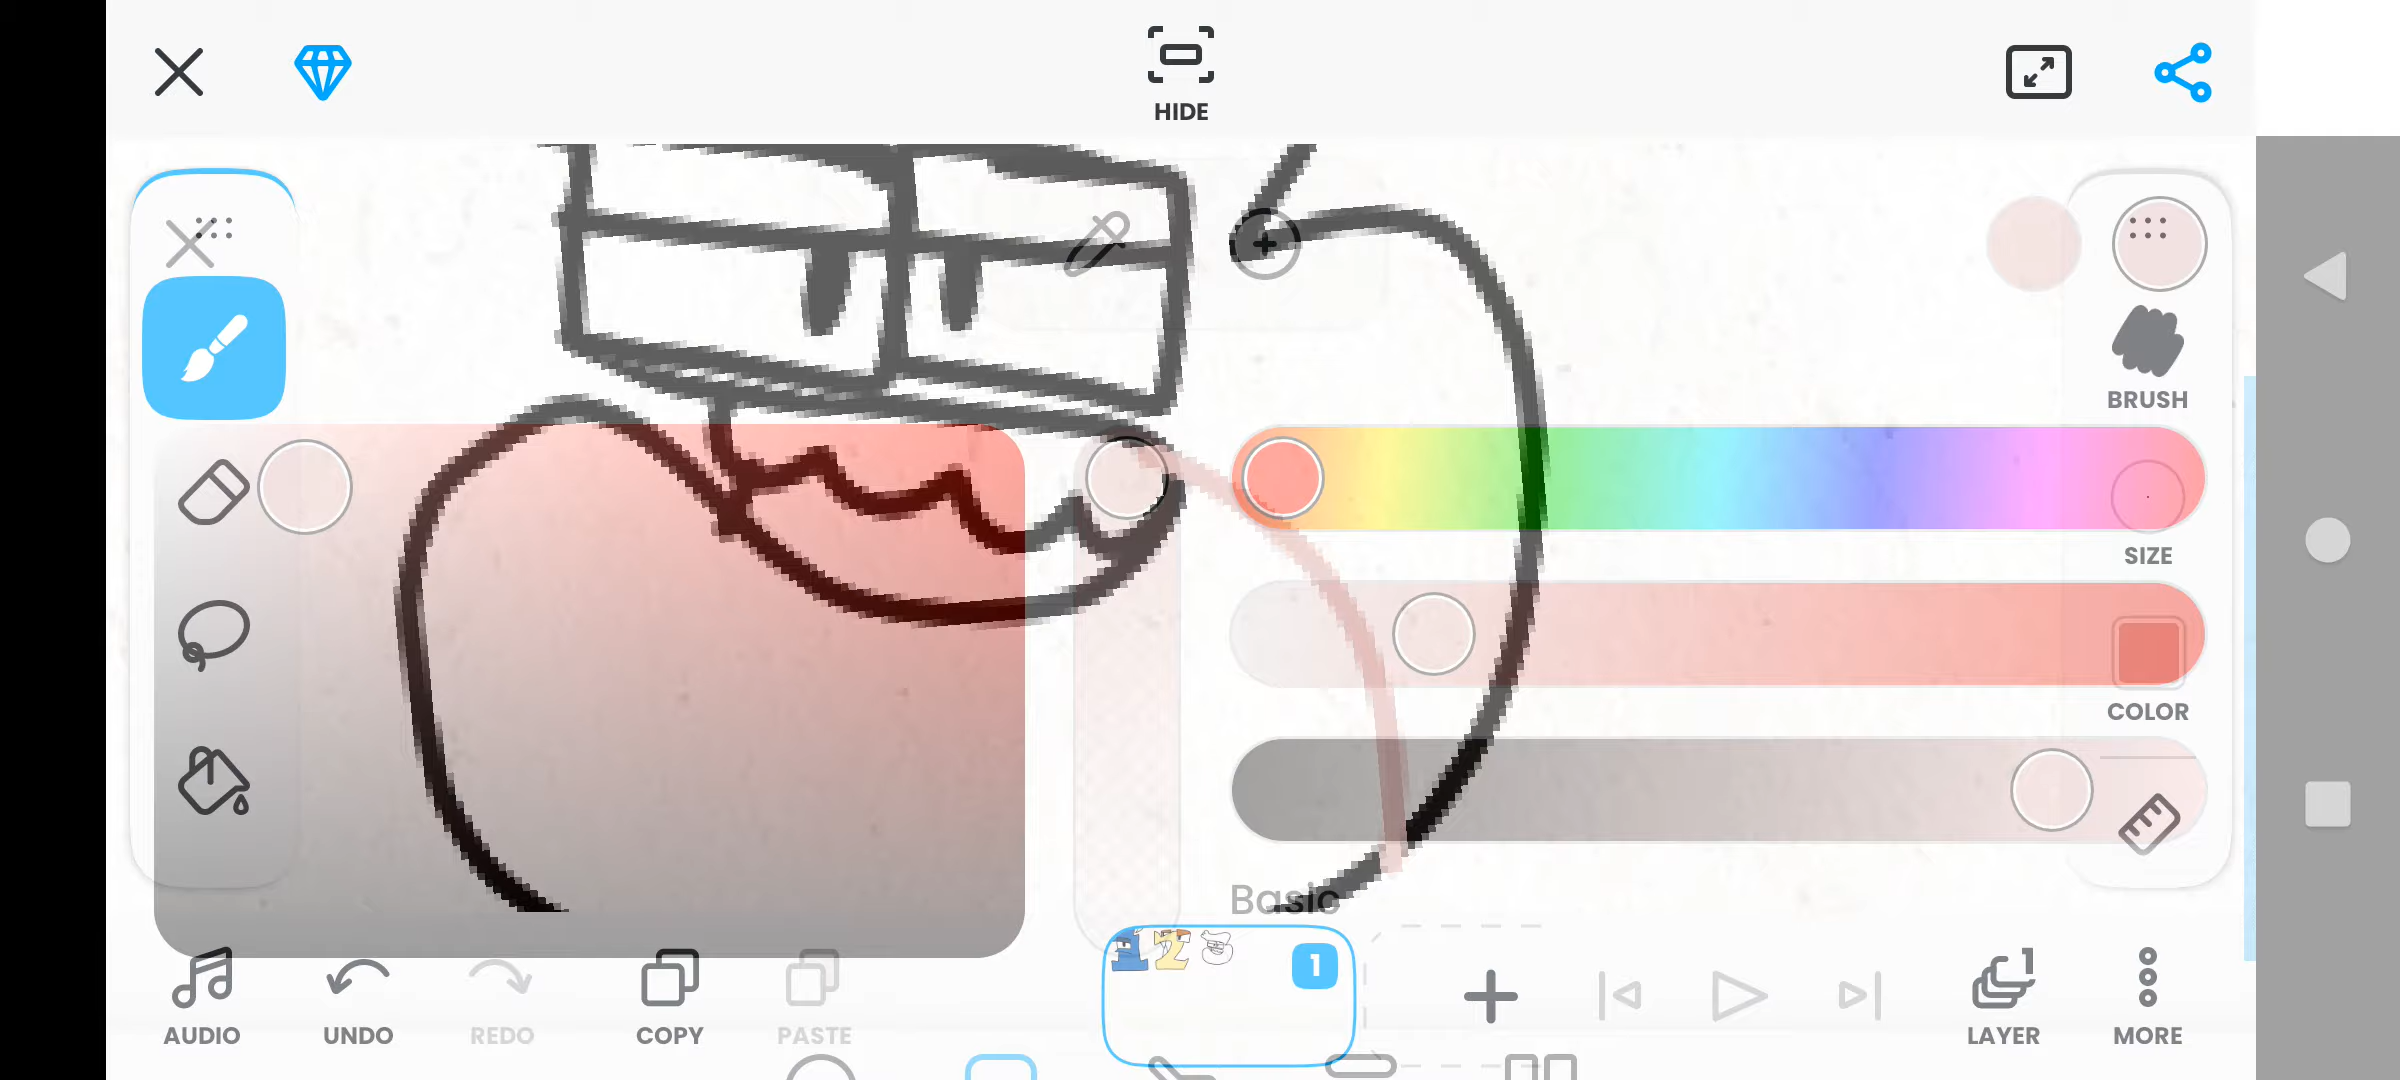 HIDE
BRUSH
SIZE
COLOR
Basic
1
AUDIO
UNDO
REDO
COPY
PASTE
LAYER
MORE